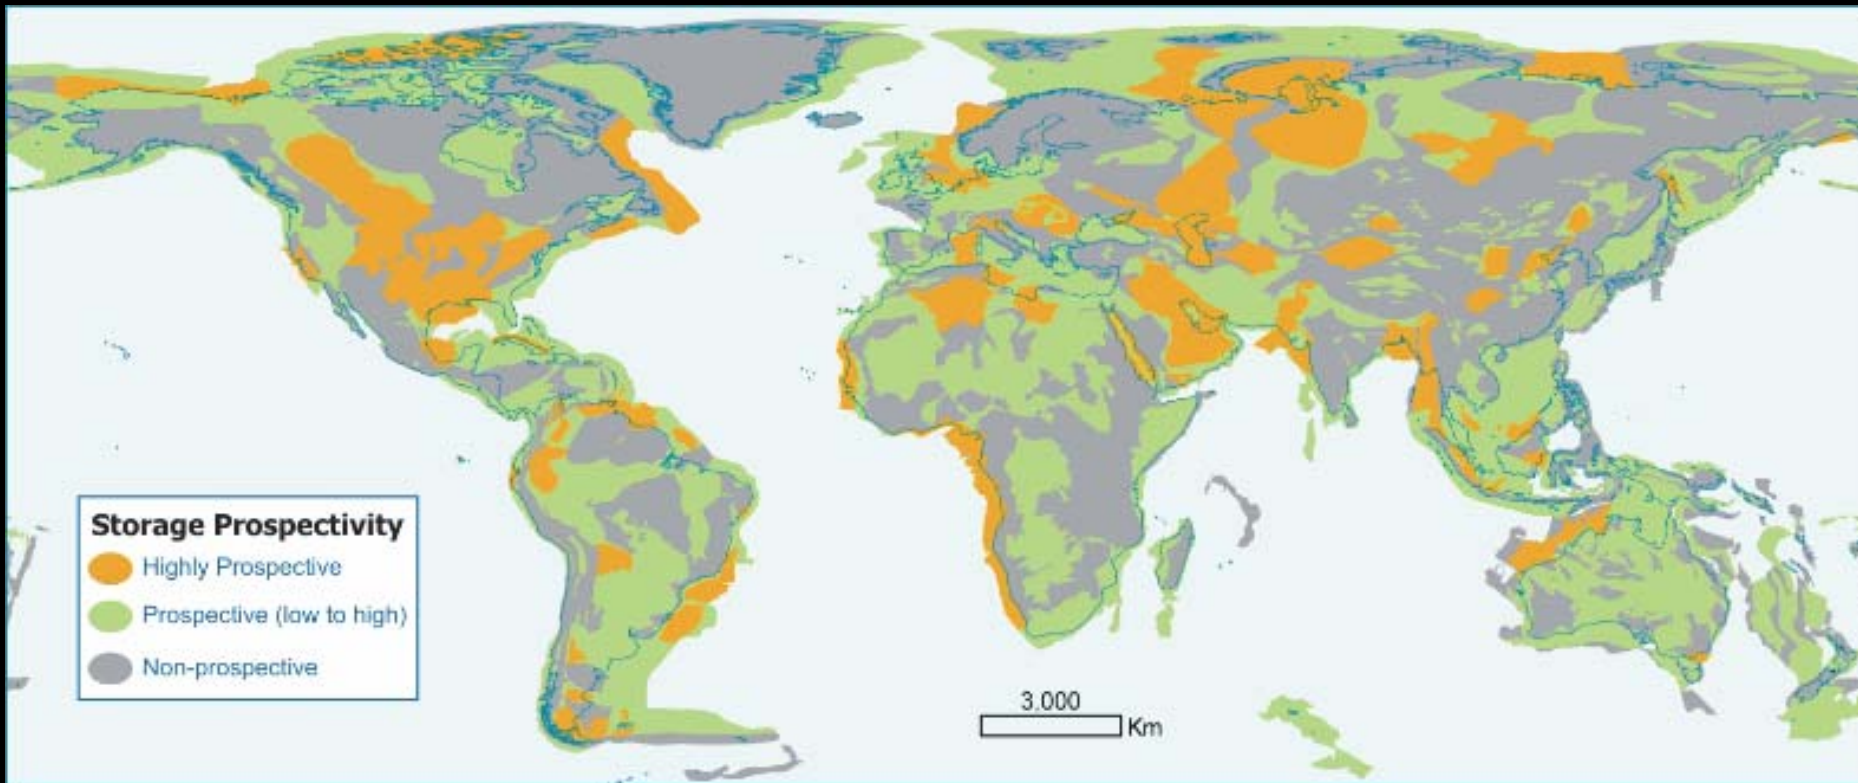 Storage Prospectivity
Highly Prospective
Prospective (low to high)
Non-prospective
3,000
Km